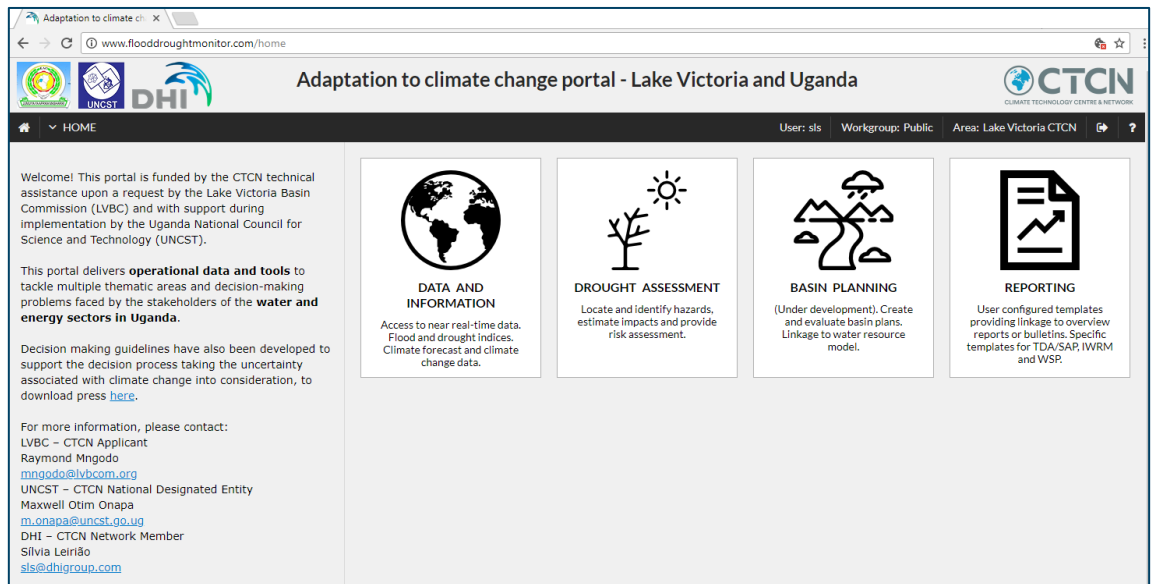 Adaptation to climate ch
www.flooddroughtmonitor.com/home
UNCST
DHI
Adaptation to climate change portal - Lake Victoria and Uganda
CTCN
CLIMATE TECHNOLOGY CENTRE & NETWORK
HOME
User: sls
Workgroup: Public
Area: Lake Victoria CTCN
?
Welcome! This portal is funded by the CTCN technical
assistance upon a request by the Lake Victoria Basin
Commission (LVBC) and with support during
implementation by the Uganda National Council for
Science and Technology (UNCST).
This portal delivers operational data and tools to
tackle multiple thematic areas and decision-making
problems faced by the stakeholders of the water and
energy sectors in Uganda.
Decision making guidelines have also been developed to
support the decision process taking the uncertainty
associated with climate change into consideration, to
download press here.
For more information, please contact:
LVBC – CTCN Applicant
Raymond Mngodo
mngodo@lvbcom.org
UNCST – CTCN National Designated Entity
Maxwell Otim Onapa
m.onapa@uncst.go.ug
DHI – CTCN Network Member
Sílvia Leirião
sls@dhigroup.com
DATA AND
INFORMATION
Access to near real-time data.
Flood and drought indices.
Climate forecast and climate
change data.
DROUGHT ASSESSMENT
Locate and identify hazards,
estimate impacts and provide
risk assessment.
BASIN PLANNING
(Under development). Create
and evaluate basin plans.
Linkage to water resource
model.
REPORTING
User configured templates
providing linkage to overview
reports or bulletins. Specific
templates for TDA/SAP, IWRM
and WSP.